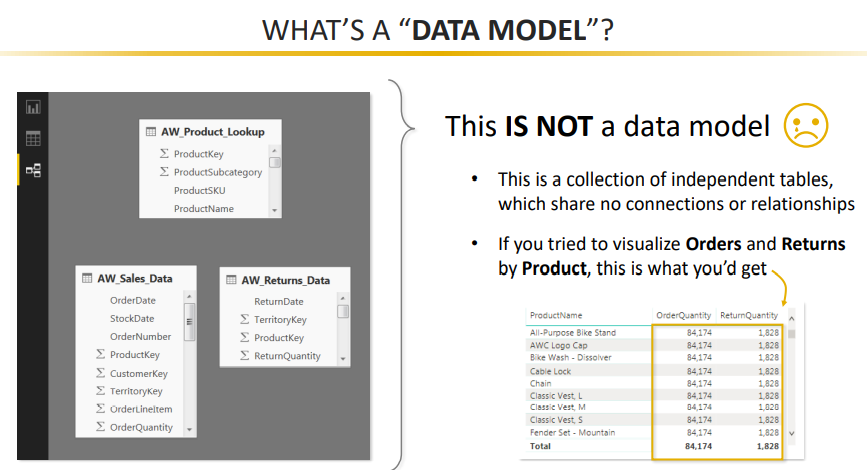 WHAT'S A “DATA MODEL”?
AW_Product_Lookup
Σ ProductKey
Σ ProductSubcategory
ProductSKU
ProductName
AW_Sales_Data
OrderDate
StockDate
OrderNumber
Σ ProductKey
Σ CustomerKey
Σ TerritoryKey
Σ OrderLineItem
Σ OrderQuantity
AW_Returns_Data
ReturnDate
Σ TerritoryKey
Σ ProductKey
Σ ReturnQuantity
This IS NOT a data model
• This is a collection of independent tables,
which share no connections or relationships
• If you tried to visualize Orders and Returns
by Product, this is what you'd get
ProductName OrderQuantity ReturnQuantity
All-Purpose Bike Stand 84,174 1,828
AWC Logo Cap 84,174 1,828
Bike Wash - Dissolver 84,174 1,828
Cable Lock 84,174 1,828
Chain 84,174 1,828
Classic Vest, L 84,174 1,828
Classic Vest, M 84,174 1,828
Classic Vest, S 84,174 1,828
Fender Set - Mountain 84,174 1,828
Total 84,174 1,828